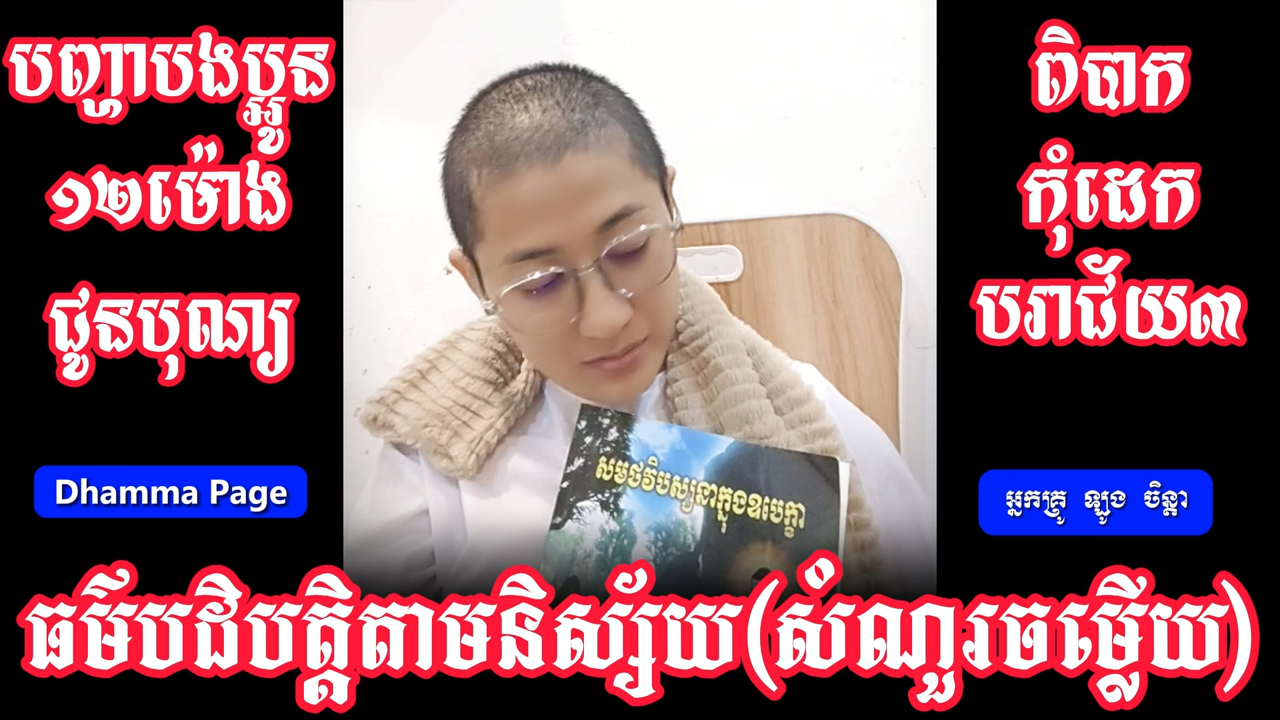 បញ្ហាបងប្អូន
១២ម៉ោង
ជូនបុណ្យ
Dhamma Page
ពិបាក
កុំដេក
បរាជ័យ៣
អ្នកគ្រូ ឡុង ចិន្តា
សមថវិបស្សនាក្នុងឧបេក្ខា
ធម៌បដិបត្តិតាមនិស្ស័យ(សំណួរចម្លើយ)